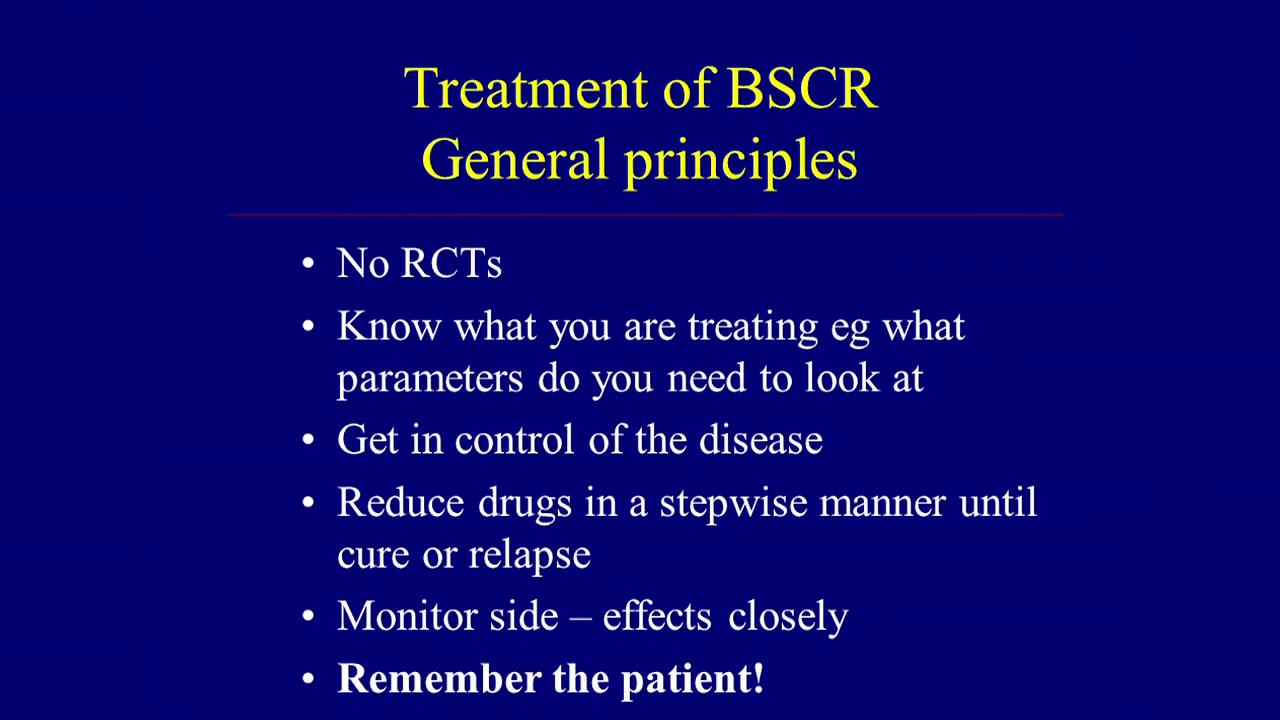 Treatment of BSCR
General principles
• No RCTs
• Know what you are treating eg what
parameters do you need to look at
• Get in control of the disease
• Reduce drugs in a stepwise manner until
cure or relapse
• Monitor side – effects closely
• Remember the patient!